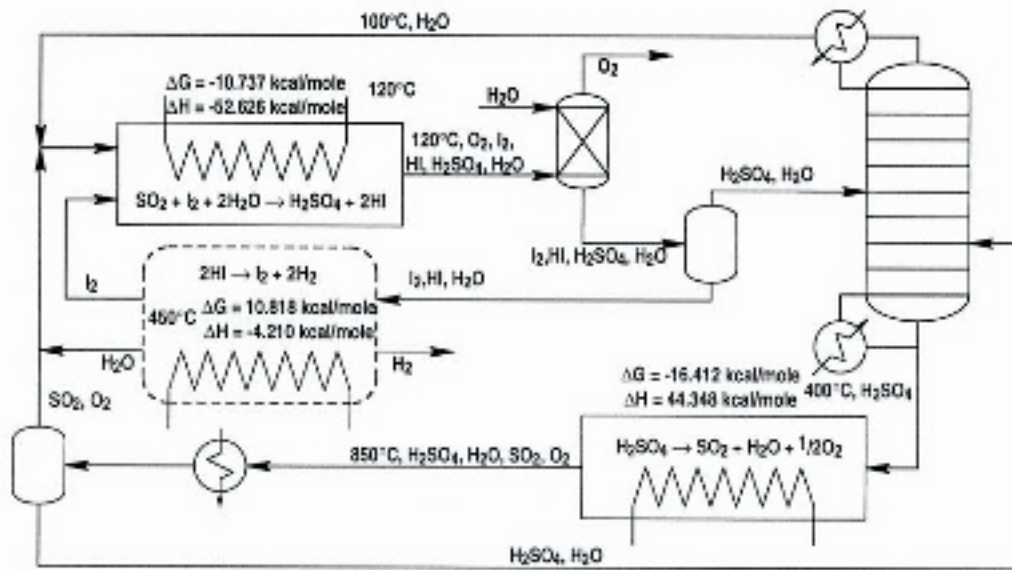 100°C, H₂O
O₂
ΔG = -10.737 kcal/mole
ΔH = -52.626 kcal/mole
120°C
H₂O
120°C, O₂, I₂,
HI, H₂SO₄, H₂O
SO₂ + I₂ + 2H₂O → H₂SO₄ + 2HI
H₂SO₄, H₂O
I₂,HI, H₂SO₄, H₂O
I₂
2HI → I₂ + 2H₂
I₂,HI, H₂O
ΔG = 10.818 kcal/mole
450°C
ΔH = -4.210 kcal/mole
H₂O
H₂
ΔG = -16.412 kcal/mole
ΔH = 44.348 kcal/mole
400°C, H₂SO₄
SO₂, O₂
850°C, H₂SO₄, H₂O, SO₂, O₂
H₂SO₄ → SO₂ + H₂O + 1/2O₂
H₂SO₄, H₂O